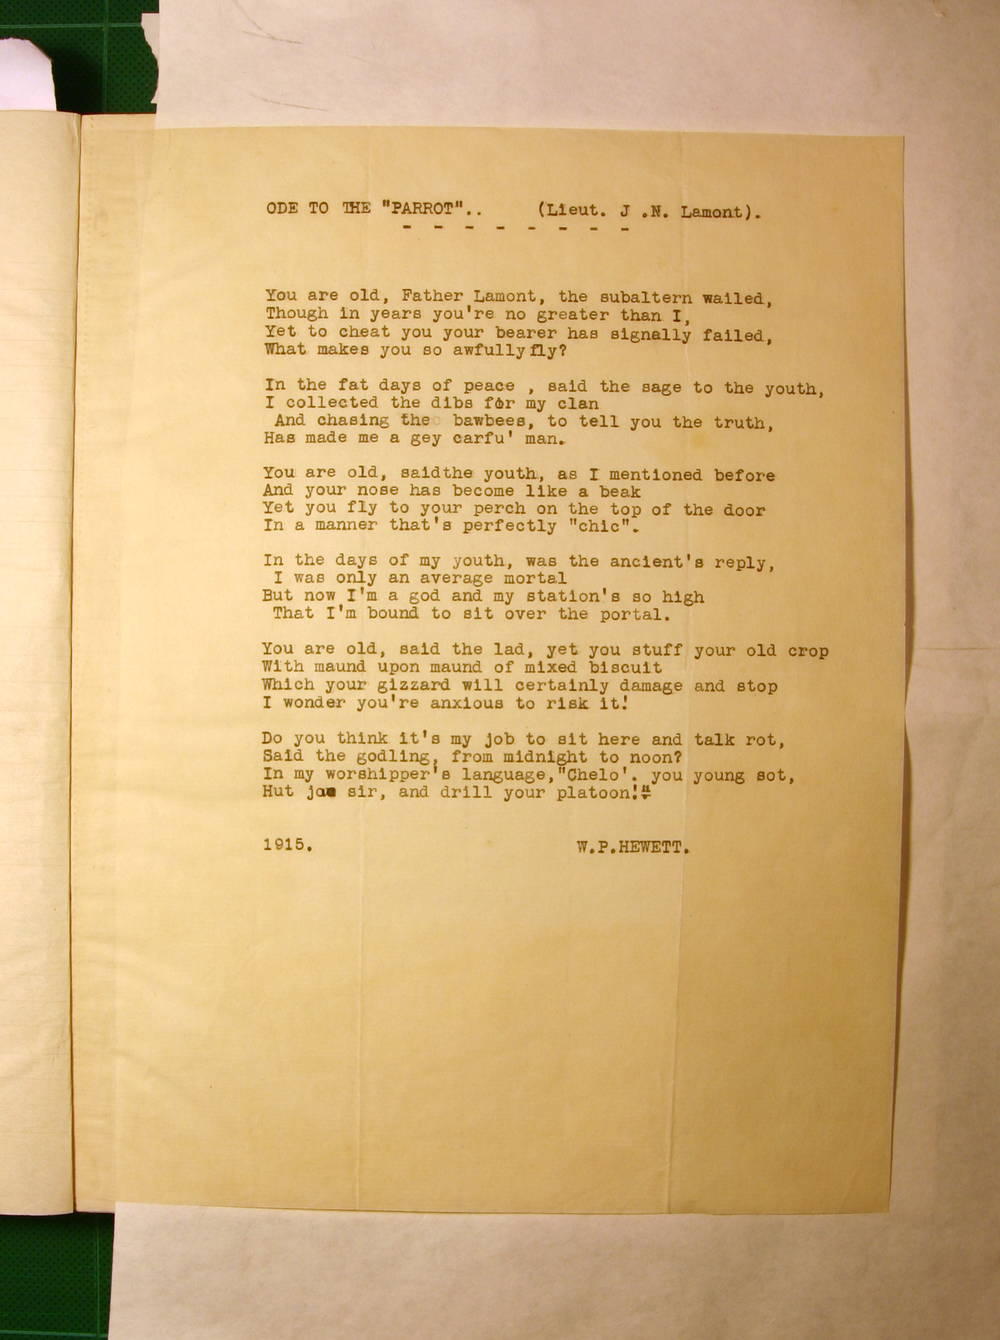 ODE TO THE "PARROT"..     (Lieut. J .N. Lamont).
- - - - - - - -
You are old, Father Lamont, the subaltern wailed,
Though in years you're no greater than I,
Yet to cheat you your bearer has signally failed,
What makes you so awfully fly?
In the fat days of peace , said the sage to the youth,
I collected the dibs for my clan
And chasing the bawbees, to tell you the truth,
Has made me a gey carfu' man.
You are old, saidthe youth, as I mentioned before
And your nose has become like a beak
Yet you fly to your perch on the top of the door
In a manner that's perfectly "chic".
In the days of my youth, was the ancient's reply,
I was only an average mortal
But now I'm a god and my station's so high
That I'm bound to sit over the portal.
You are old, said the lad, yet you stuff your old crop
With maund upon maund of mixed biscuit
Which your gizzard will certainly damage and stop
I wonder you're anxious to risk it!
Do you think it's my job to sit here and talk rot,
Said the godling, from midnight to noon?
In my worshipper's language,"Chelo'. you young sot,
Hut jao sir, and drill your platoon!"
1915.     W.P.HEWETT.